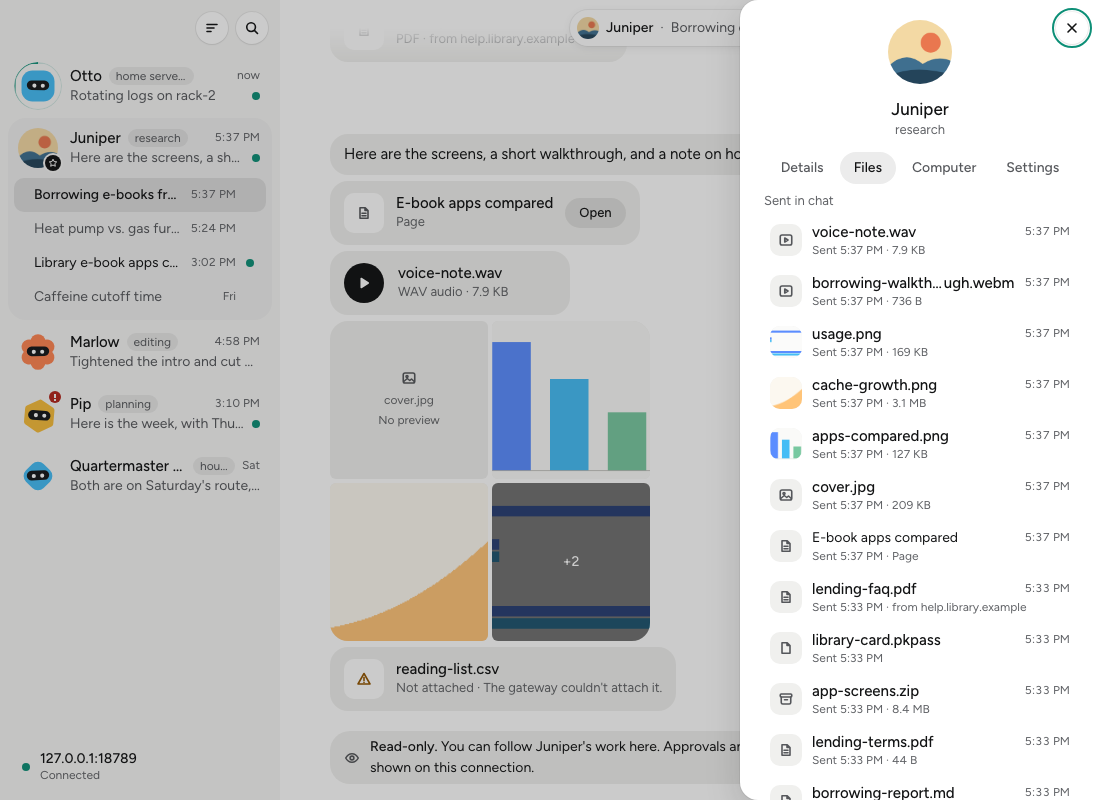 Otto
home serve…
now
Rotating logs on rack-2
Juniper
research
5:37 PM
Here are the screens, a sh…
Borrowing e-books fr…
5:37 PM
Heat pump vs. gas fur…
5:24 PM
Library e-book apps c…
3:02 PM
Caffeine cutoff time
Fri
Marlow
editing
4:58 PM
Tightened the intro and cut …
Pip
planning
3:10 PM
Here is the week, with Thu…
Quartermaster …
hou…
Sat
Both are on Saturday's route,…
127.0.0.1:18789
Connected
PDF · from help.library.example
Juniper · Borrowing
Here are the screens, a short walkthrough, and a note on
E-book apps compared
Page
Open
voice-note.wav
WAV audio · 7.9 KB
cover.jpg
No preview
+2
reading-list.csv
Not attached · The gateway couldn't attach it.
Read-only. You can follow Juniper's work here. Approvals
shown on this connection.
Juniper
research
Details
Files
Computer
Settings
Sent in chat
voice-note.wav
5:37 PM
Sent 5:37 PM · 7.9 KB
borrowing-walkth…ugh.webm
5:37 PM
Sent 5:37 PM · 736 B
usage.png
5:37 PM
Sent 5:37 PM · 169 KB
cache-growth.png
5:37 PM
Sent 5:37 PM · 3.1 MB
apps-compared.png
5:37 PM
Sent 5:37 PM · 127 KB
cover.jpg
5:37 PM
Sent 5:37 PM · 209 KB
E-book apps compared
5:37 PM
Sent 5:37 PM · Page
lending-faq.pdf
5:33 PM
Sent 5:33 PM · from help.library.example
library-card.pkpass
5:33 PM
Sent 5:33 PM
app-screens.zip
5:33 PM
Sent 5:33 PM · 8.4 MB
lending-terms.pdf
5:33 PM
Sent 5:33 PM · 44 B
borrowing-report.md
5:33 PM